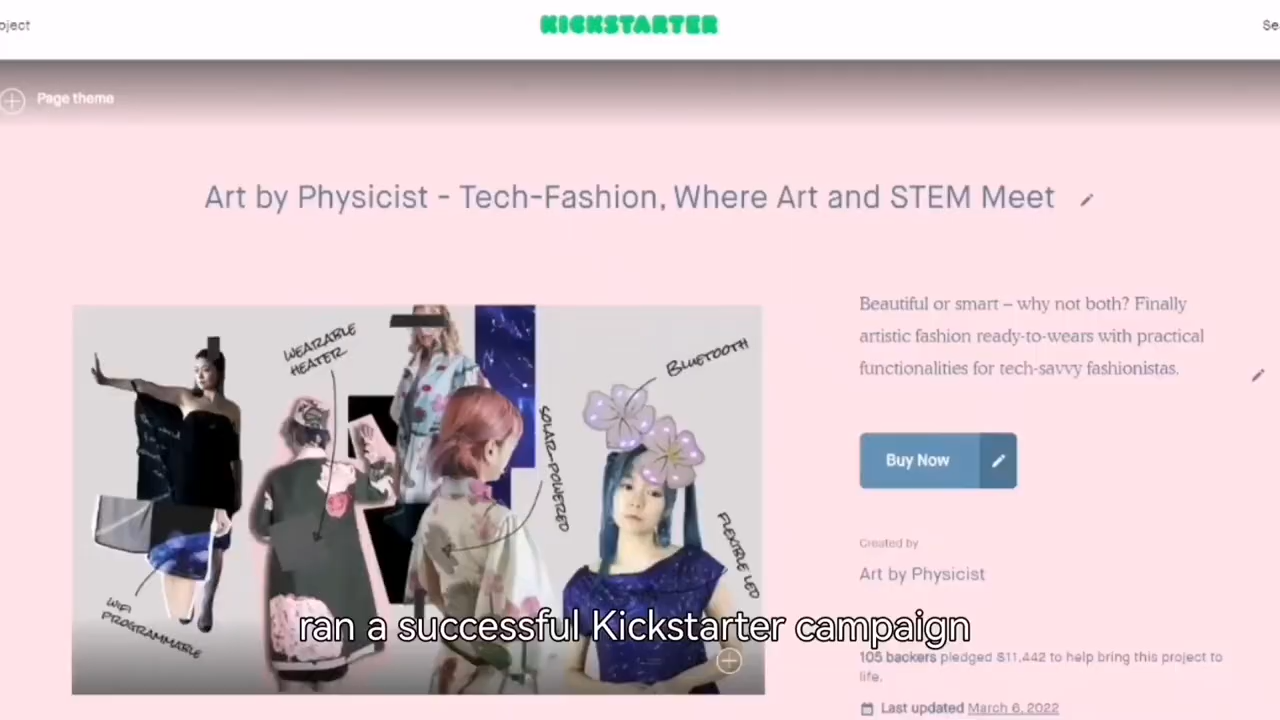 oject
KICKSTARTER
Se
Page theme
Art by Physicist - Tech-Fashion, Where Art and STEM Meet
Beautiful or smart – why not both? Finally
artistic fashion ready-to-wears with practical
functionalities for tech-savvy fashionistas.
Buy Now
Created by
Art by Physicist
105 backers pledged $11,442 to help bring this project to
life.
Last updated March 6, 2022
WEARABLE
HEATER
BLUETOOTH
SOLAR-POWERED
FLEXIBLE LED
WIFI
PROGRAMMABLE
ran a successful Kickstarter campaign